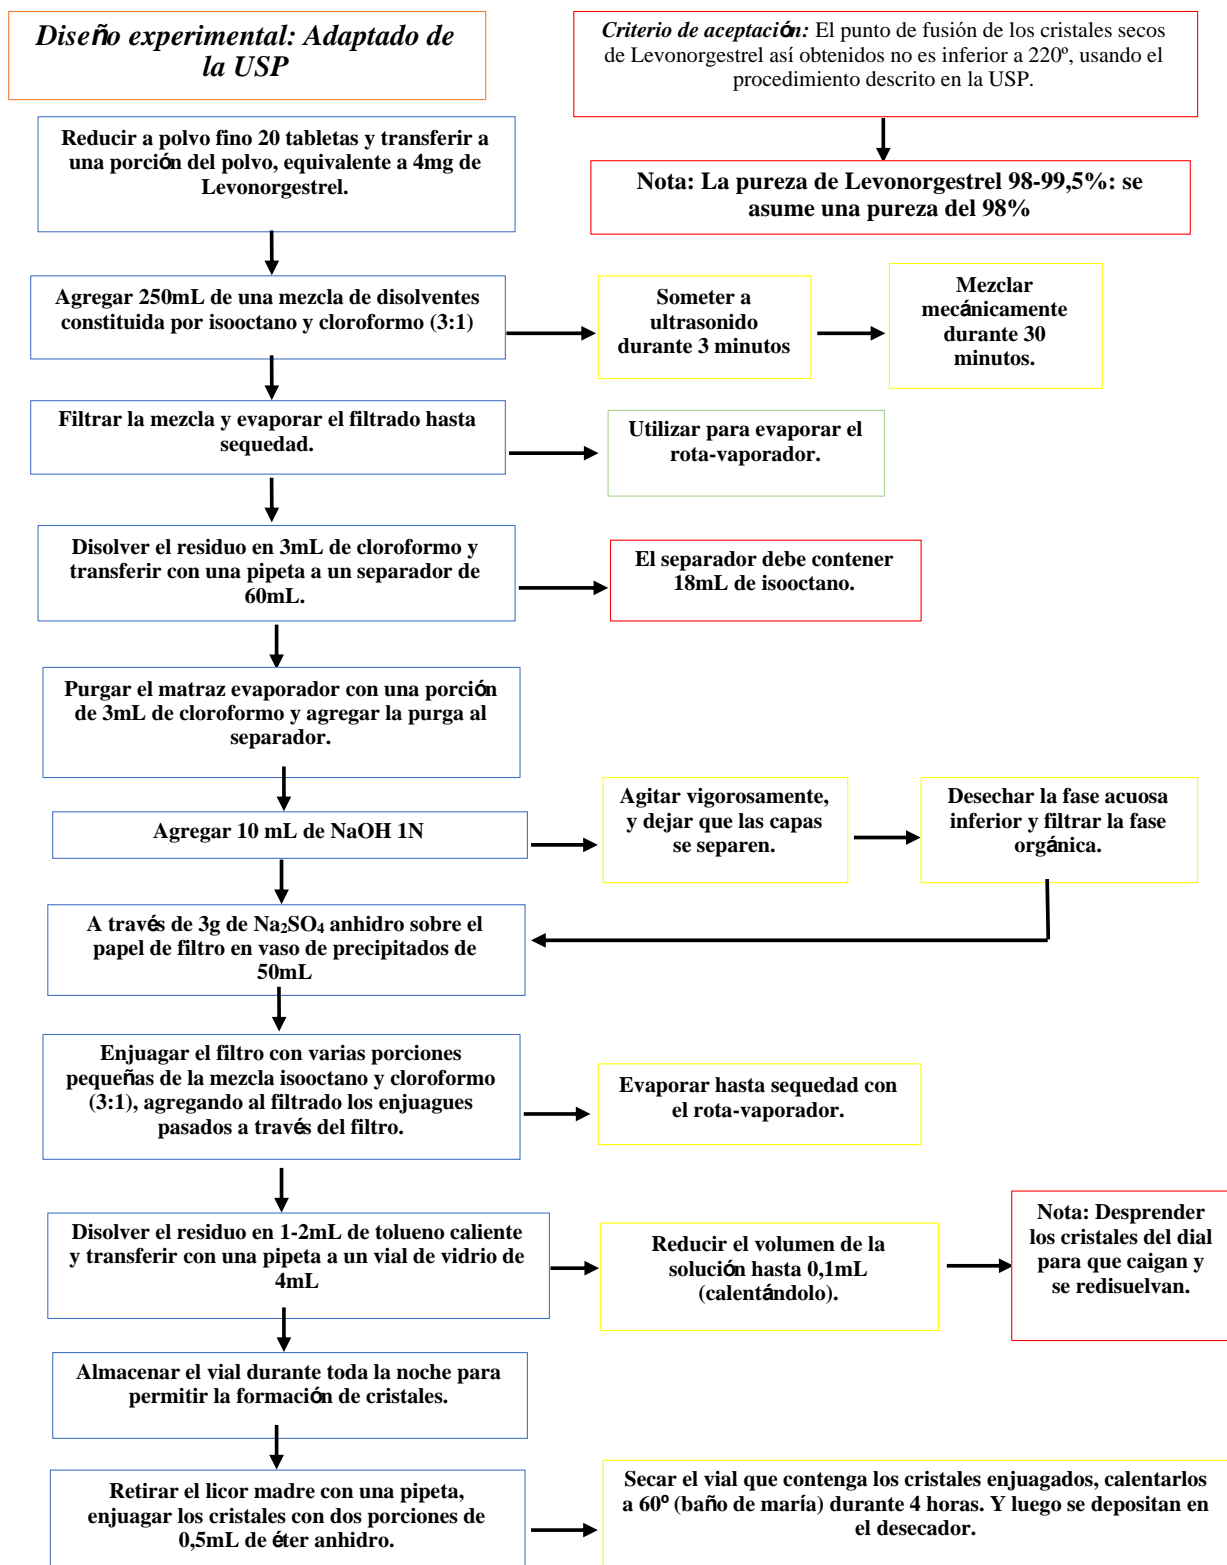 Diseño experimental: Adaptado de
la USP
Criterio de aceptación: El punto de fusión de los cristales secos
de Levonorgestrel así obtenidos no es inferior a 220º, usando el
procedimiento descrito en la USP.
Reducir a polvo fino 20 tabletas y transferir a
una porción del polvo, equivalente a 4mg de
Levonorgestrel.
Nota: La pureza de Levonorgestrel 98-99,5%: se
asume una pureza del 98%
Agregar 250mL de una mezcla de disolventes
constituida por isooctano y cloroformo (3:1)
Someter a
ultrasonido
durante 3 minutos
Mezclar
mecánicamente
durante 30
minutos.
Filtrar la mezcla y evaporar el filtrado hasta
sequedad.
Utilizar para evaporar el
rota-vaporador.
Disolver el residuo en 3mL de cloroformo y
transferir con una pipeta a un separador de
60mL.
El separador debe contener
18mL de isooctano.
Purgar el matraz evaporador con una porción
de 3mL de cloroformo y agregar la purga al
separador.
Agregar 10 mL de NaOH 1N
Agitar vigorosamente,
y dejar que las capas
se separen.
Desechar la fase acuosa
inferior y filtrar la fase
orgánica.
A través de 3g de Na₂SO₄ anhidro sobre el
papel de filtro en vaso de precipitados de
50mL
Enjuagar el filtro con varias porciones
pequeñas de la mezcla isooctano y cloroformo
(3:1), agregando al filtrado los enjuagues
pasados a través del filtro.
Evaporar hasta sequedad con
el rota-vaporador.
Disolver el residuo en 1-2mL de tolueno caliente
y transferir con una pipeta a un vial de vidrio de
4mL
Reducir el volumen de la
solución hasta 0,1mL
(calentándolo).
Nota: Desprender
los cristales del dial
para que caigan y
se redisuelvan.
Almacenar el vial durante toda la noche para
permitir la formación de cristales.
Retirar el licor madre con una pipeta,
enjuagar los cristales con dos porciones de
0,5mL de éter anhidro.
Secar el vial que contenga los cristales enjuagados, calentarlos
a 60º (baño de maría) durante 4 horas. Y luego se depositan en
el desecador.